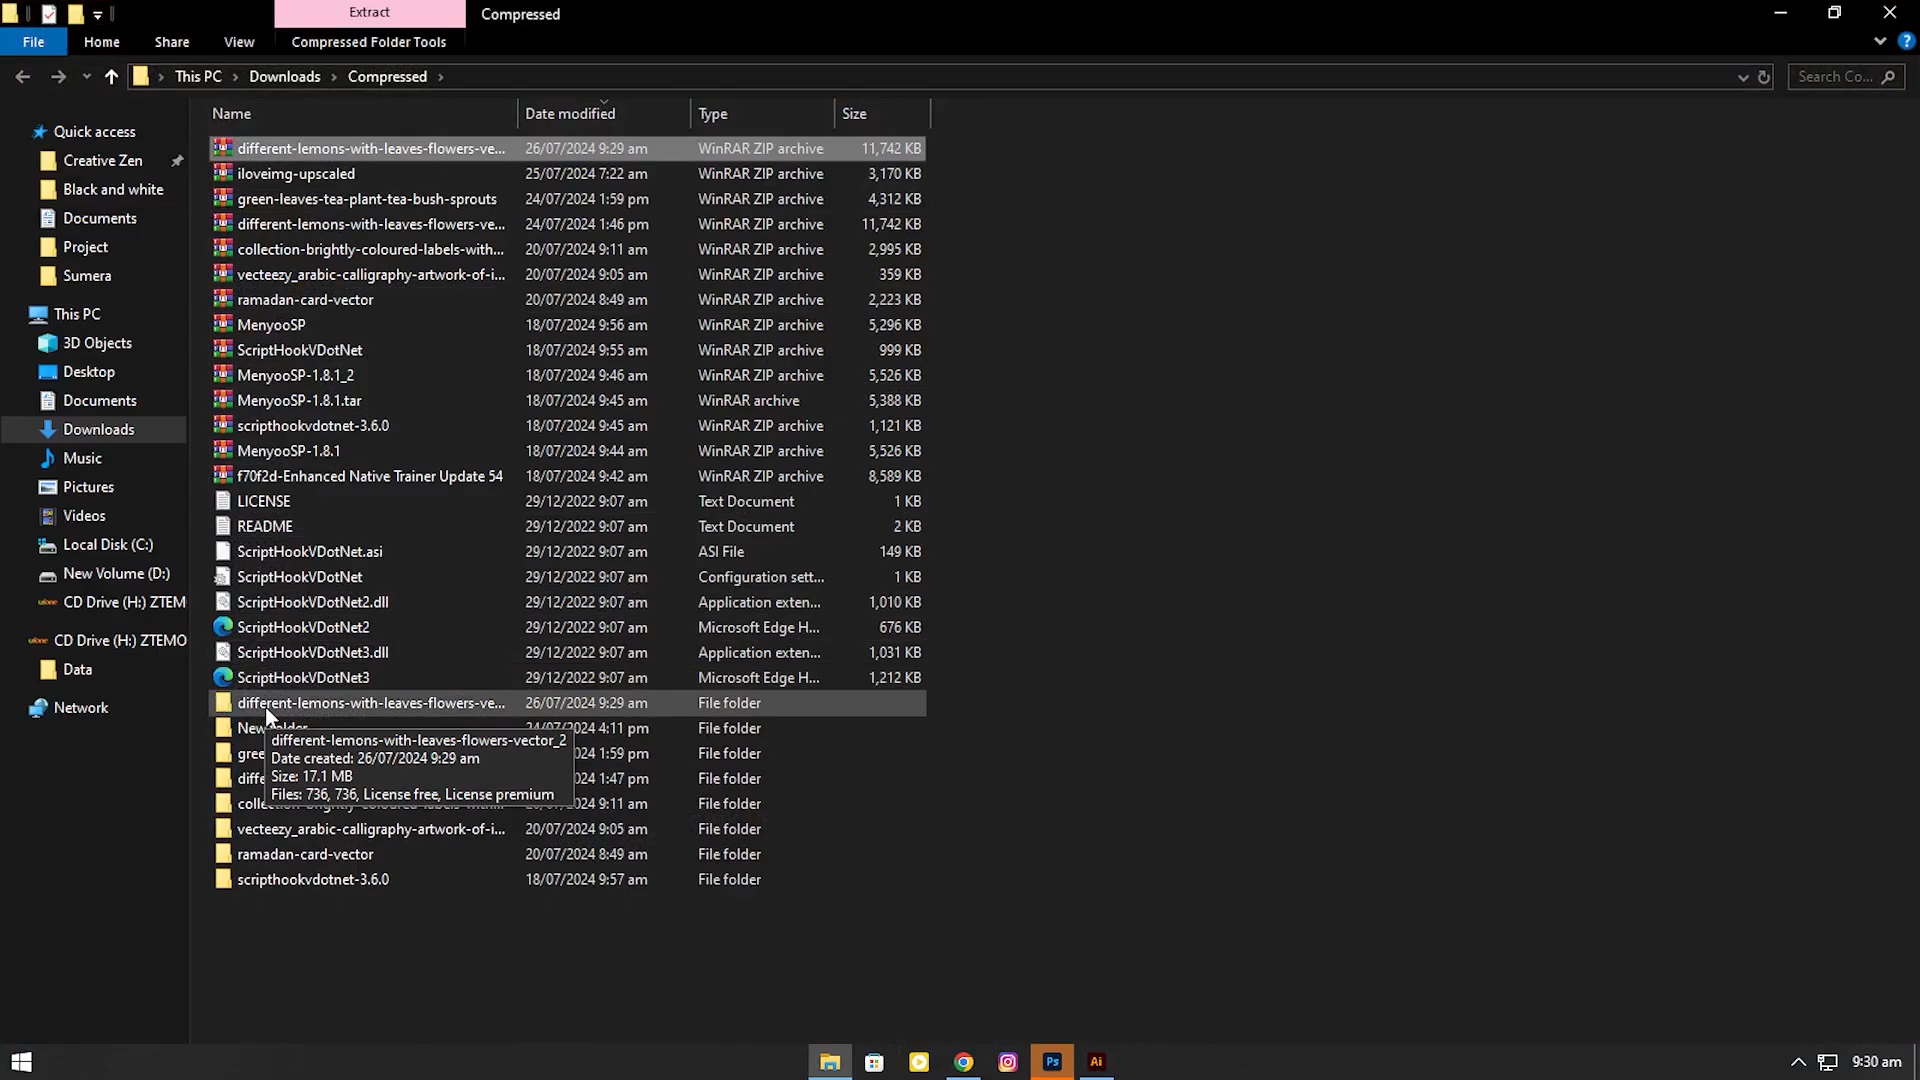 Extract
Compressed
File
Home
Share
View
Compressed Folder Tools
This PC
Downloads
Compressed
Search Co...
Name
Date modified
Type
Size
Quick access
Creative Zen
Black and white
Documents
Project
Sumera
This PC
3D Objects
Desktop
Documents
Downloads
Music
Pictures
Videos
Local Disk (C:)
New Volume (D:)
CD Drive (H:) ZTEMO
CD Drive (H:) ZTEMO
Data
Network
different-lemons-with-leaves-flowers-ve... 26/07/2024 9:29 am WinRAR ZIP archive 11,742 KB
iloveimg-upscaled 25/07/2024 7:22 am WinRAR ZIP archive 3,170 KB
green-leaves-tea-plant-tea-bush-sprouts 24/07/2024 1:59 pm WinRAR ZIP archive 4,312 KB
different-lemons-with-leaves-flowers-ve... 24/07/2024 1:46 pm WinRAR ZIP archive 11,742 KB
collection-brightly-coloured-labels-with... 20/07/2024 9:11 am WinRAR ZIP archive 2,995 KB
vecteezy_arabic-calligraphy-artwork-of-i... 20/07/2024 9:05 am WinRAR ZIP archive 359 KB
ramadan-card-vector 20/07/2024 8:49 am WinRAR ZIP archive 2,223 KB
MenyooSP 18/07/2024 9:56 am WinRAR ZIP archive 5,296 KB
ScriptHookVDotNet 18/07/2024 9:55 am WinRAR ZIP archive 999 KB
MenyooSP-1.8.1_2 18/07/2024 9:46 am WinRAR ZIP archive 5,526 KB
MenyooSP-1.8.1.tar 18/07/2024 9:45 am WinRAR archive 5,388 KB
scripthookvdotnet-3.6.0 18/07/2024 9:45 am WinRAR ZIP archive 1,121 KB
MenyooSP-1.8.1 18/07/2024 9:44 am WinRAR ZIP archive 5,526 KB
f70f2d-Enhanced Native Trainer Update 54 18/07/2024 9:42 am WinRAR ZIP archive 8,589 KB
LICENSE 29/12/2022 9:07 am Text Document 1 KB
README 29/12/2022 9:07 am Text Document 2 KB
ScriptHookVDotNet.asi 29/12/2022 9:07 am ASI File 149 KB
ScriptHookVDotNet 29/12/2022 9:07 am Configuration sett... 1 KB
ScriptHookVDotNet2.dll 29/12/2022 9:07 am Application exten... 1,010 KB
ScriptHookVDotNet2 29/12/2022 9:07 am Microsoft Edge H... 676 KB
ScriptHookVDotNet3.dll 29/12/2022 9:07 am Application exten... 1,031 KB
ScriptHookVDotNet3 29/12/2022 9:07 am Microsoft Edge H... 1,212 KB
different-lemons-with-leaves-flowers-ve... 26/07/2024 9:29 am File folder
New 24/07/2024 4:11 pm File folder
gree 024 1:59 pm File folder
diffe 024 1:47 pm File folder
024 9:11 am File folder
vecteezy_arabic-calligraphy-artwork-of-i... 20/07/2024 9:05 am File folder
ramadan-card-vector 20/07/2024 8:49 am File folder
scripthookvdotnet-3.6.0 18/07/2024 9:57 am File folder
different-lemons-with-leaves-flowers-vector_2
Date created: 26/07/2024 9:29 am
Size: 17.1 MB
Files: 736, 736, License free, License premium
Ps
Ai
9:30 am